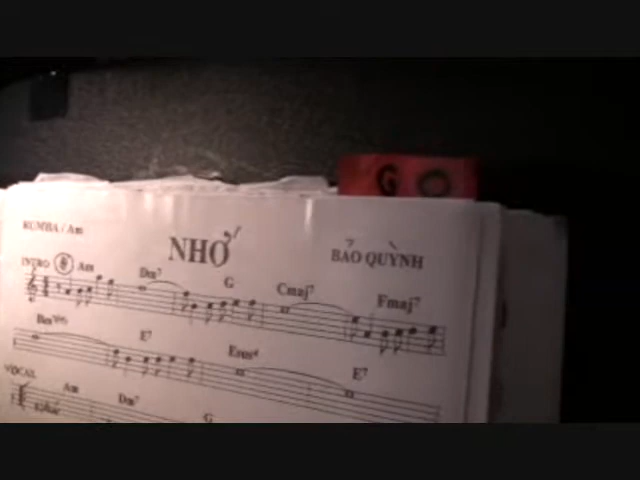 G O
RUMBA / Am
NHỚ
BẢO QUỲNH
INTRO Am Dm7 G Cmaj7 Fmaj7
E7 Esus4 E7
VOCAL
Am Dm7 G